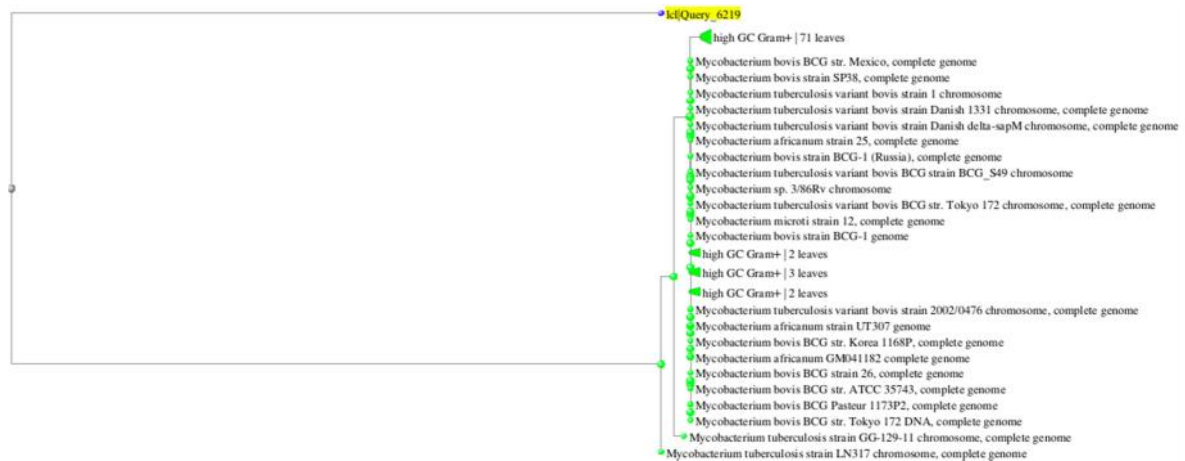 lcl|Query_6219
high GC Gram+ | 71 leaves
Mycobacterium bovis BCG str. Mexico, complete genome
Mycobacterium bovis strain SP38, complete genome
Mycobacterium tuberculosis variant bovis strain 1 chromosome
Mycobacterium tuberculosis variant bovis strain Danish 1331 chromosome, complete genome
Mycobacterium tuberculosis variant bovis strain Danish delta-sapM chromosome, complete genome
Mycobacterium africanum strain 25, complete genome
Mycobacterium bovis strain BCG-1 (Russia), complete genome
Mycobacterium tuberculosis variant bovis BCG strain BCG_S49 chromosome
Mycobacterium sp. 3/86Rv chromosome
Mycobacterium tuberculosis variant bovis BCG str. Tokyo 172 chromosome, complete genome
Mycobacterium microti strain 12, complete genome
Mycobacterium bovis strain BCG-1 genome
high GC Gram+ | 2 leaves
high GC Gram+ | 3 leaves
high GC Gram+ | 2 leaves
Mycobacterium tuberculosis variant bovis strain 2002/0476 chromosome, complete genome
Mycobacterium africanum strain UT307 genome
Mycobacterium bovis BCG str. Korea 1168P, complete genome
Mycobacterium africanum GM041182 complete genome
Mycobacterium bovis BCG strain 26, complete genome
Mycobacterium bovis BCG str. ATCC 35743, complete genome
Mycobacterium bovis BCG Pasteur 1173P2, complete genome
Mycobacterium bovis BCG str. Tokyo 172 DNA, complete genome
Mycobacterium tuberculosis strain GG-129-11 chromosome, complete genome
Mycobacterium tuberculosis strain LN317 chromosome, complete genome